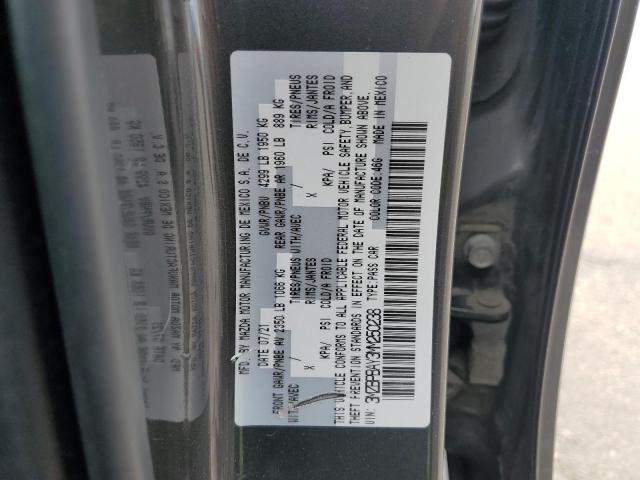 MFD. BY MAZDA MOTOR MANUFACTURING DE MEXICO S.A. DE C.V.
DATE 07/21 GVWR/PNBU 4299 LB 1950 KG
FRONT GAWR/PNBE AV 2350 LB 1066 KG REAR GAWR/PNBE AR 1960 LB 889 KG
WITH/AVEC TIRES/PNEUS WITH/AVEC TIRES/PNEUS
/ X RIMS/JANTES / X RIMS/JANTES
KPA/ PSI COLD/A FROID KPA/ PSI COLD/A FROID
THIS VEHICLE CONFORMS TO ALL APPLICABLE FEDERAL MOTOR VEHICLE SAFETY, BUMPER, AND
THEFT PREVENTION STANDARDS IN EFFECT ON THE DATE OF MANUFACTURE SHOWN ABOVE.
VIN: 3MZBPBAY3MM250238 TYPE:PASS CAR COLOR CODE:46G MADE IN MEXICO